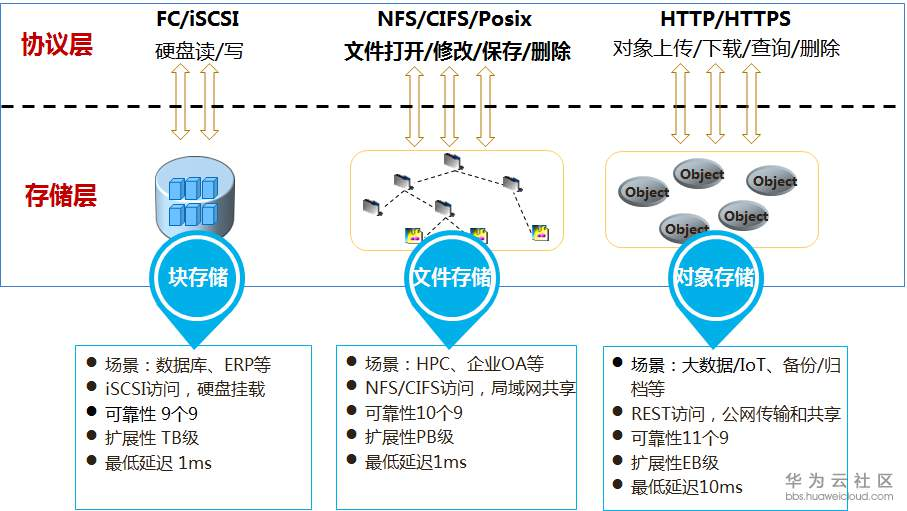 协议层
FC/iSCSI
硬盘读/写
NFS/CIFS/Posix
文件打开/修改/保存/删除
HTTP/HTTPS
对象上传/下载/查询/删除
存储层
Object
Object
Object
Object
Object
块存储
文件存储
对象存储
场景：数据库、ERP等
iSCSI访问，硬盘挂载
可靠性 9个9
扩展性 TB级
最低延迟 1ms
场景：HPC、企业OA等
NFS/CIFS访问，局域网共享
可靠性10个9
扩展性PB级
最低延迟1ms
场景：大数据/IoT、备份/归
档等
REST访问，公网传输和共享
可靠性11个9
扩展性EB级
最低延迟10ms
华为云社区
bbs.huaweicloud.com